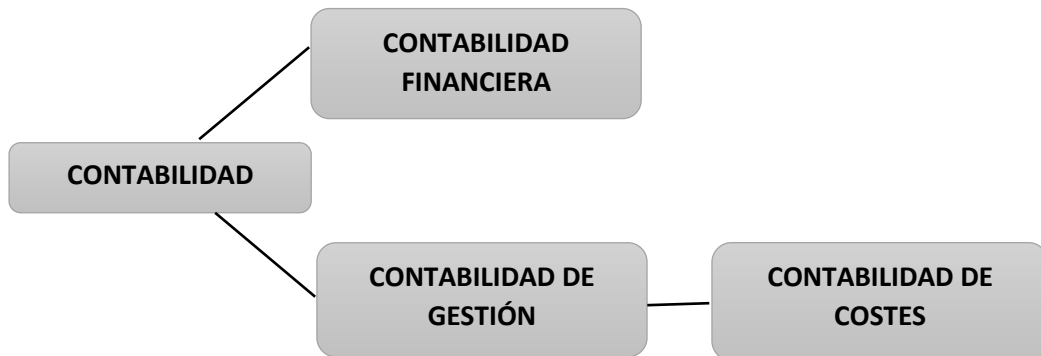 CONTABILIDAD
FINANCIERA
CONTABILIDAD
CONTABILIDAD DE
GESTIÓN
CONTABILIDAD DE
COSTES